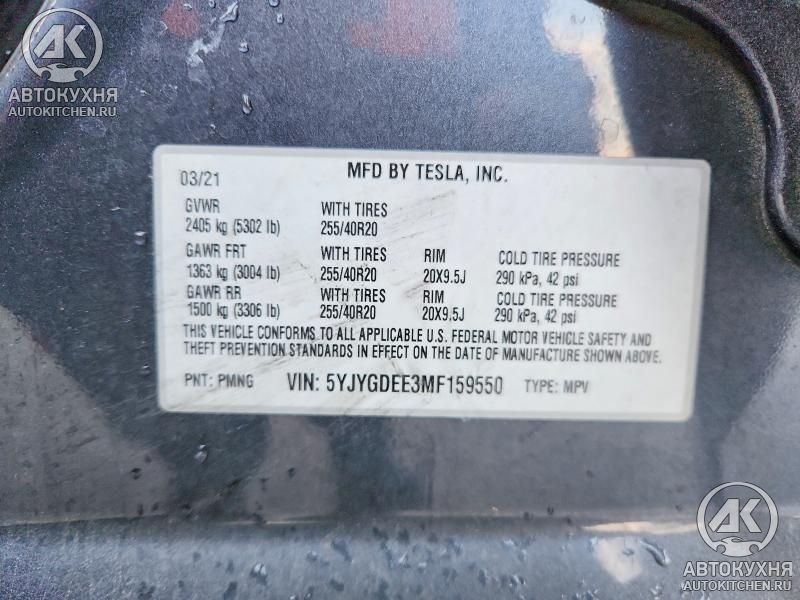 AK
АВТОКУХНЯ
AUTOKITCHEN.RU
03/21 MFD BY TESLA, INC.
GVWR WITH TIRES
2405 kg (5302 lb) 255/40R20
GAWR FRT WITH TIRES RIM COLD TIRE PRESSURE
1363 kg (3004 lb) 255/40R20 20X9.5J 290 kPa, 42 psi
GAWR RR WITH TIRES RIM COLD TIRE PRESSURE
1500 kg (3306 lb) 255/40R20 20X9.5J 290 kPa, 42 psi
THIS VEHICLE CONFORMS TO ALL APPLICABLE U.S. FEDERAL MOTOR VEHICLE SAFETY AND
THEFT PREVENTION STANDARDS IN EFFECT ON THE DATE OF MANUFACTURE SHOWN ABOVE.
PNT: PMNG VIN: 5YJYGDEE3MF159550 TYPE: MPV
AK
АВТОКУХНЯ
AUTOKITCHEN.RU